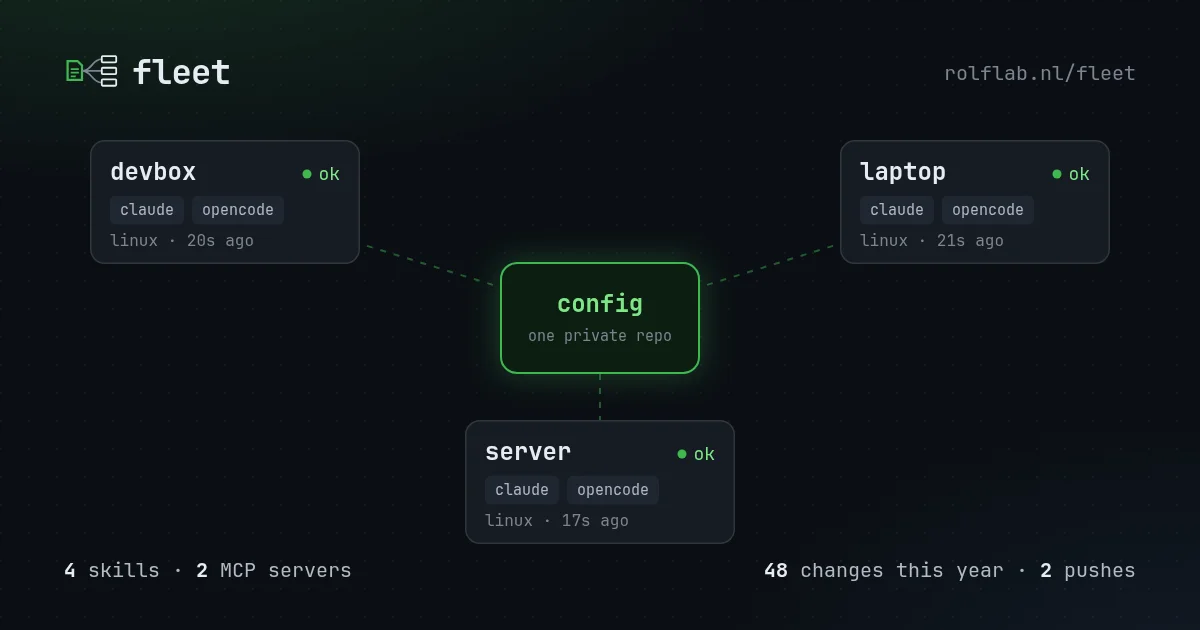 fleet
rolflab.nl/fleet
devbox
ok
claude
opencode
linux · 20s ago
laptop
ok
claude
opencode
linux · 21s ago
config
one private repo
server
ok
claude
opencode
linux · 17s ago
4 skills · 2 MCP servers
48 changes this year · 2 pushes